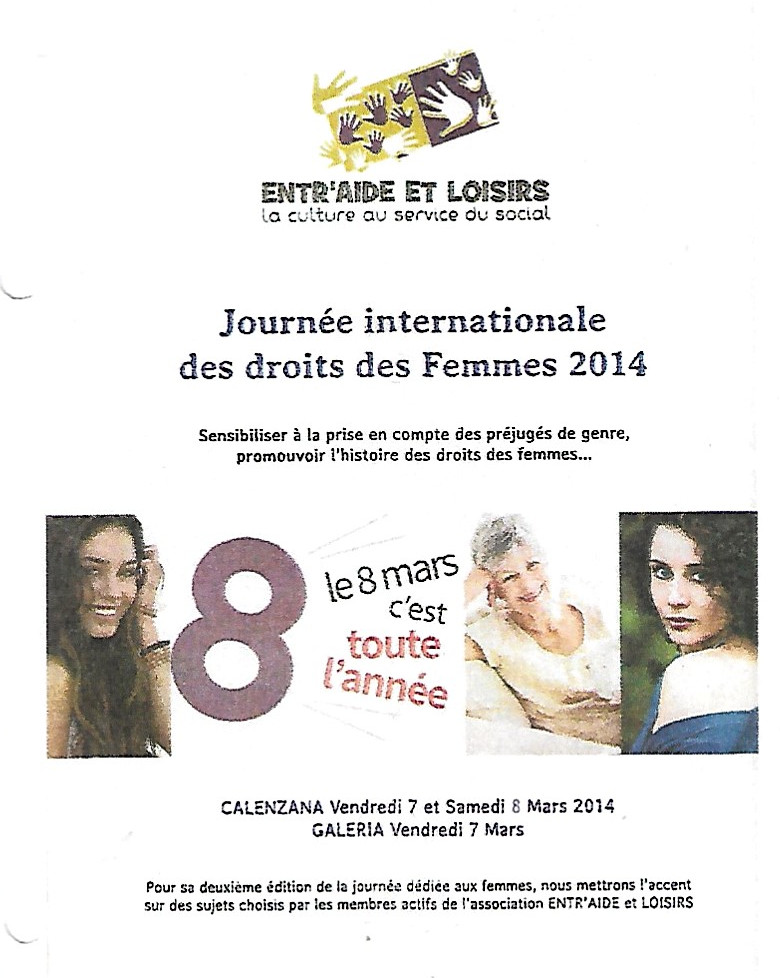 ENTR'AIDE ET LOISIRS
la culture au service du social
Journée internationale
des droits des Femmes 2014
Sensibiliser à la prise en compte des préjugés de genre,
promouvoir l'histoire des droits des femmes...
8
le 8 mars
c'est
toute
l'année
CALENZANA Vendredi 7 et Samedi 8 Mars 2014
GALERIA Vendredi 7 Mars
Pour sa deuxième édition de la journée dédiée aux femmes, nous mettrons l'accent
sur des sujets choisis par les membres actifs de l'association ENTR'AIDE et LOISIRS